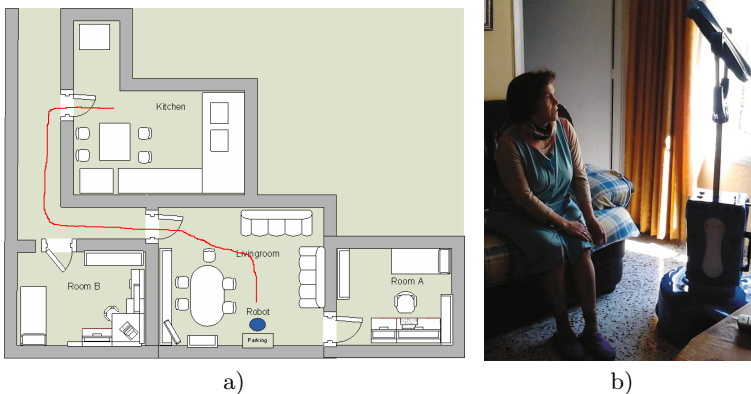 Kitchen
Livingroom
Room A
Room B
Robot
Parking
a)
b)